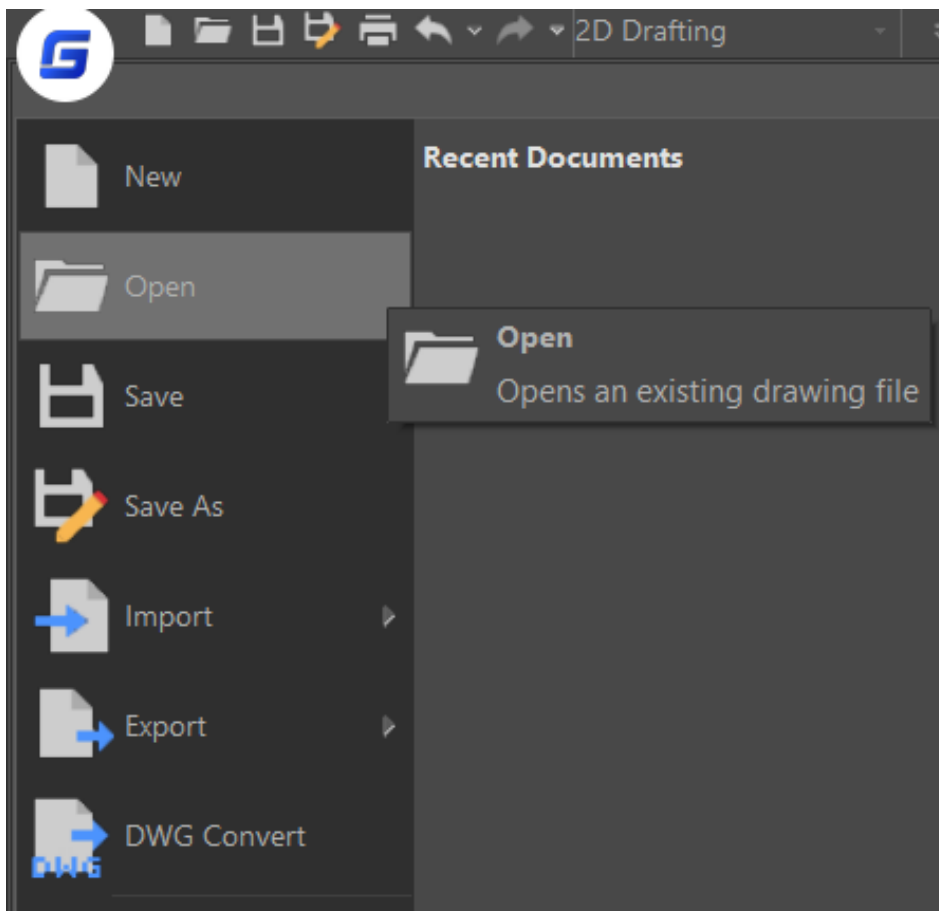 2D Drafting
New
Recent Documents
Open
Open
Opens an existing drawing file
Save
Save As
Import
Export
DWG Convert
DWG